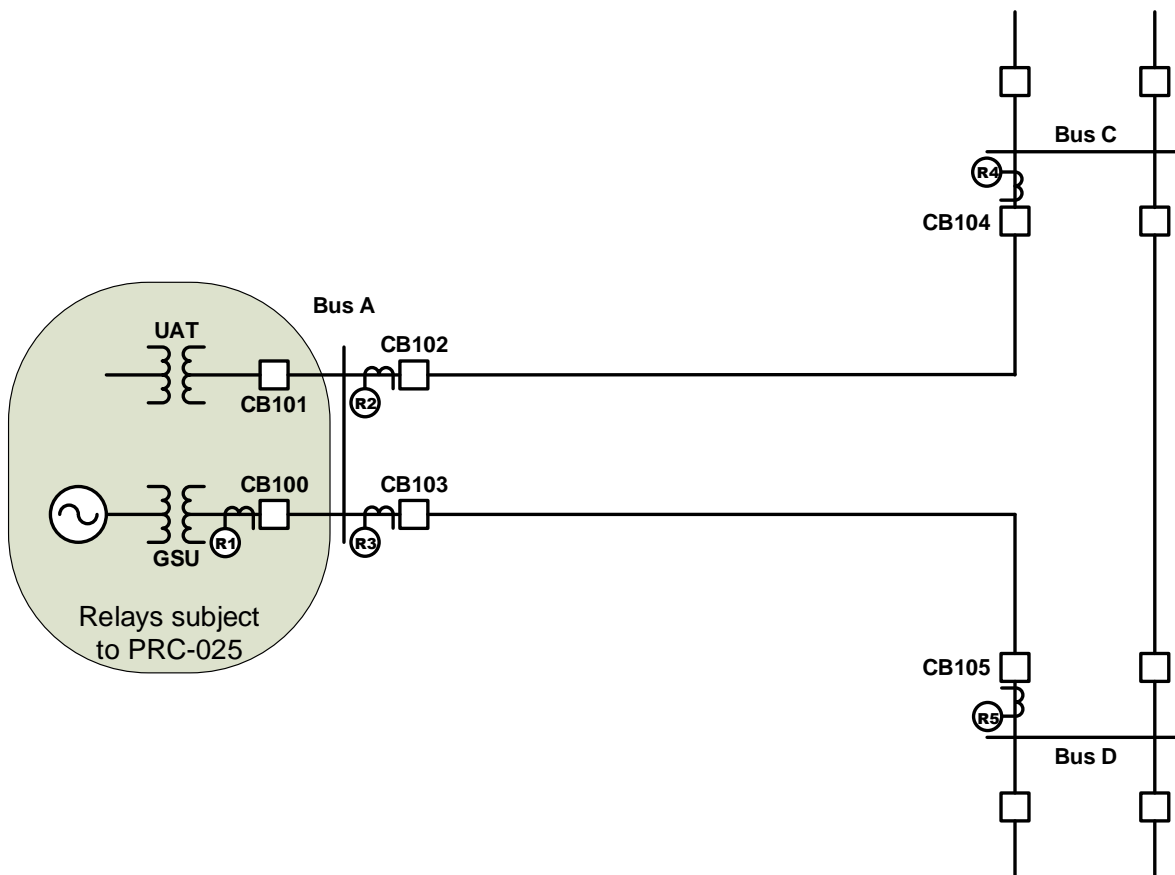 Bus C
R4
CB104
Bus A
UAT
CB102
CB101
R2
CB100
CB103
R1
R3
GSU
Relays subject
to PRC-025
CB105
R5
Bus D